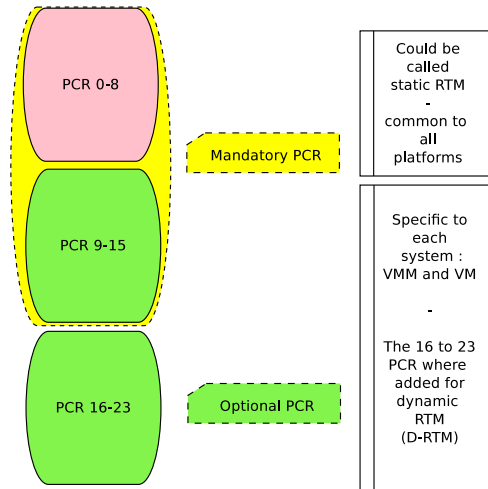 PCR 0-8
Could be
called
static RTM
-
common to
all
platforms
Mandatory PCR
PCR 9-15
Specific to
each
system :
VMM and VM
-
The 16 to 23
PCR where
added for
dynamic
RTM
(D-RTM)
PCR 16-23
Optional PCR